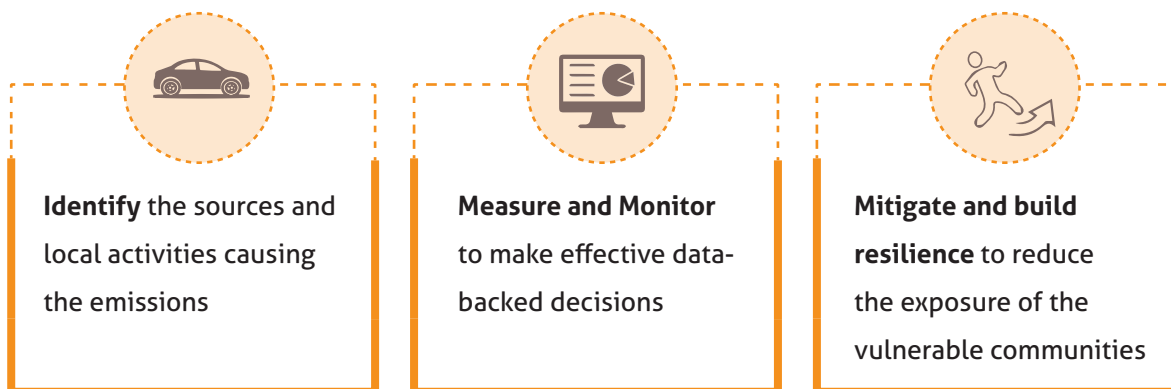 Identify the sources and
local activities causing
the emissions
Measure and Monitor
to make effective data-
backed decisions
Mitigate and build
resilience to reduce
the exposure of the
vulnerable communities